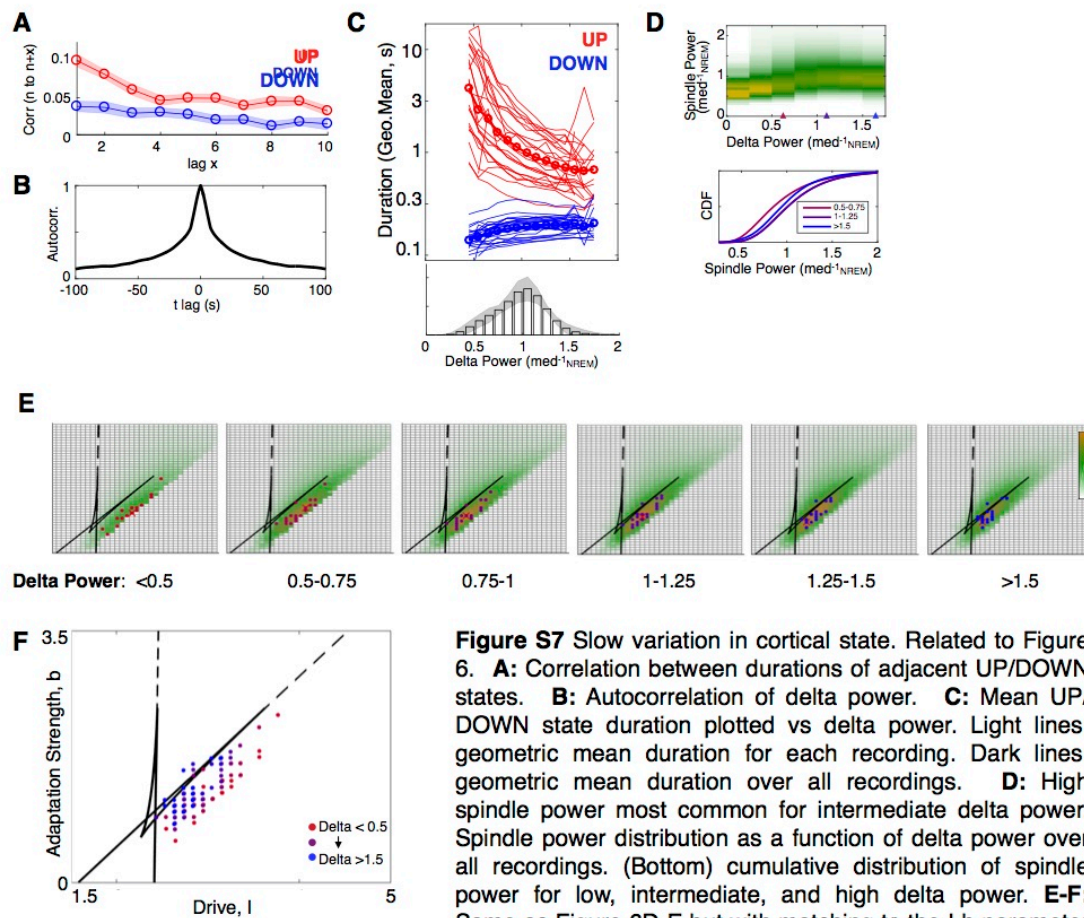 A
0.1
0.05
0
Corr (n to n+x)
2
4
6
8
10
lag x
UP
DOWN
DOWN
B
1
0
Autocorr.
-100
-50
0
50
100
t lag (s)
C
UP
DOWN
10
3
1
0.3
0.1
Duration (Geo.Mean, s)
0
0.5
1
1.5
2
Delta Power (med-1NREM)
D
2
1
0
Spindle Power
(med-1NREM)
0
0.5
1
1.5
Delta Power (med-1NREM)
CDF
0.5-0.75
1-1.25
>1.5
1
2
Spindle Power (med-1NREM)
E
Delta Power: <0.5
0.5-0.75
0.75-1
1-1.25
1.25-1.5
>1.5
F
3.5
0
Adaptation Strength, b
Delta < 0.5
Delta >1.5
1.5
5
Drive, I
Figure S7 Slow variation in cortical state. Related to Figure
6. A: Correlation between durations of adjacent UP/DOWN
states. B: Autocorrelation of delta power. C: Mean UP/
DOWN state duration plotted vs delta power. Light lines
geometric mean duration for each recording. Dark lines
geometric mean duration over all recordings. D: High
spindle power most common for intermediate delta power
Spindle power distribution as a function of delta power over
all recordings. (Bottom) cumulative distribution of spindle
power for low, intermediate, and high delta power. E-F